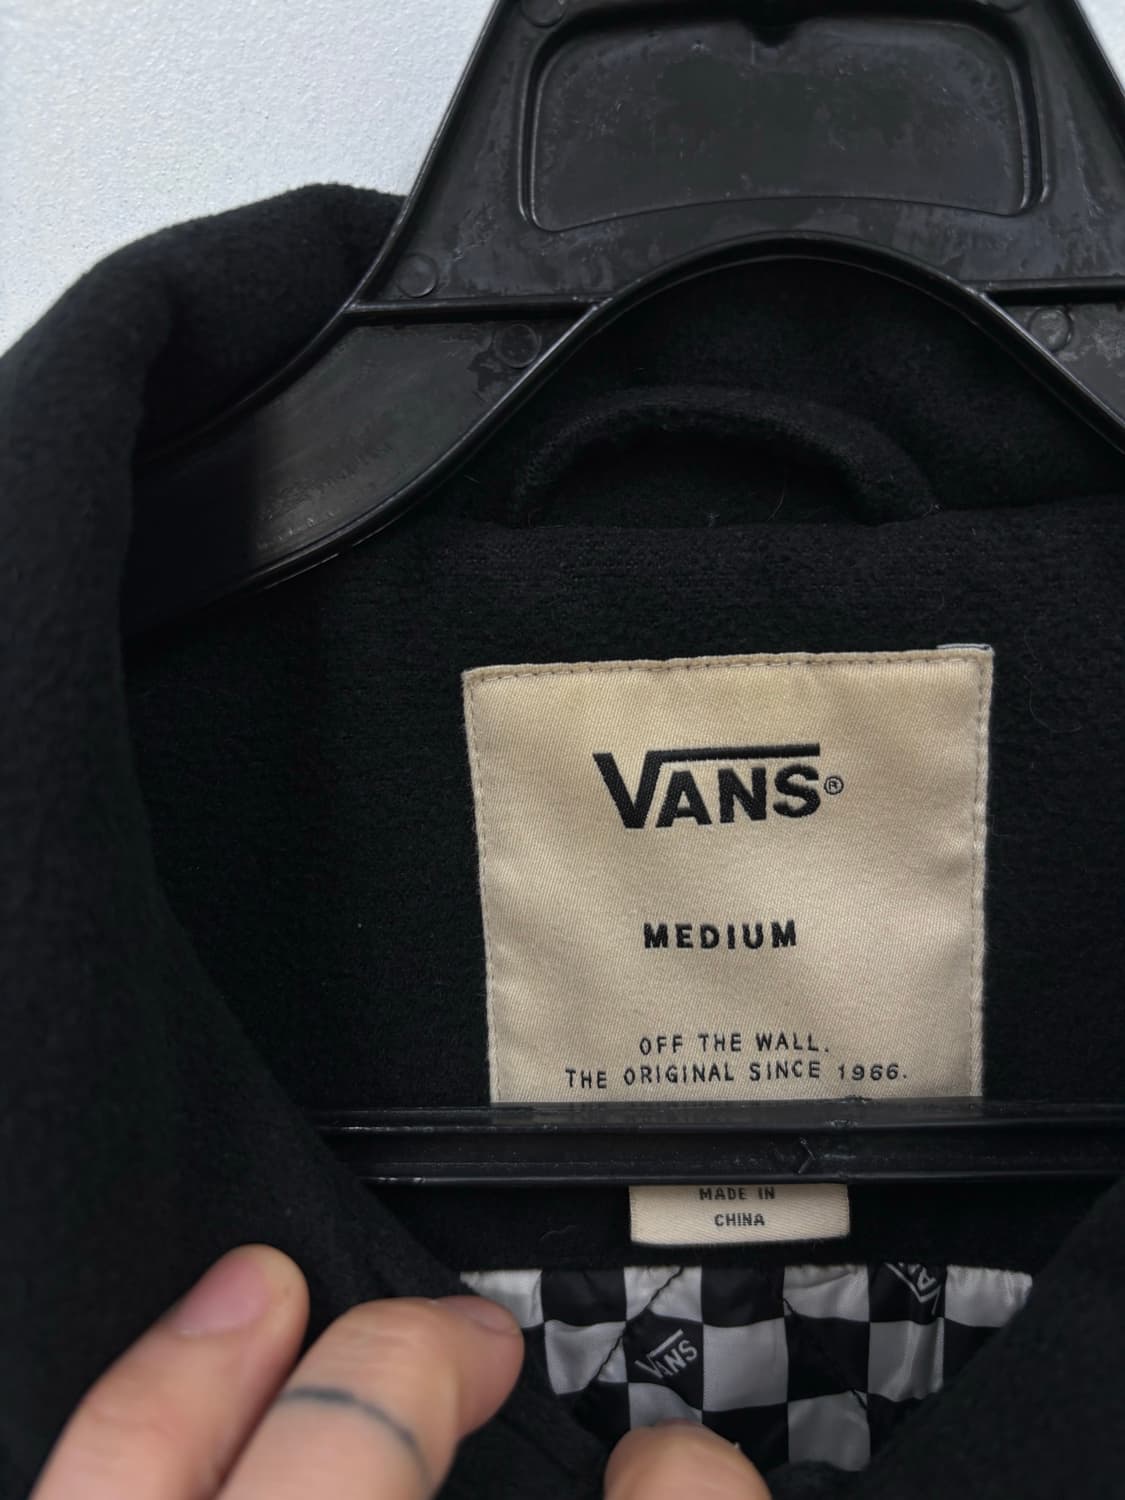 VANS®
MEDIUM
OFF THE WALL.
THE ORIGINAL SINCE 1966.
MADE IN
CHINA
VANS